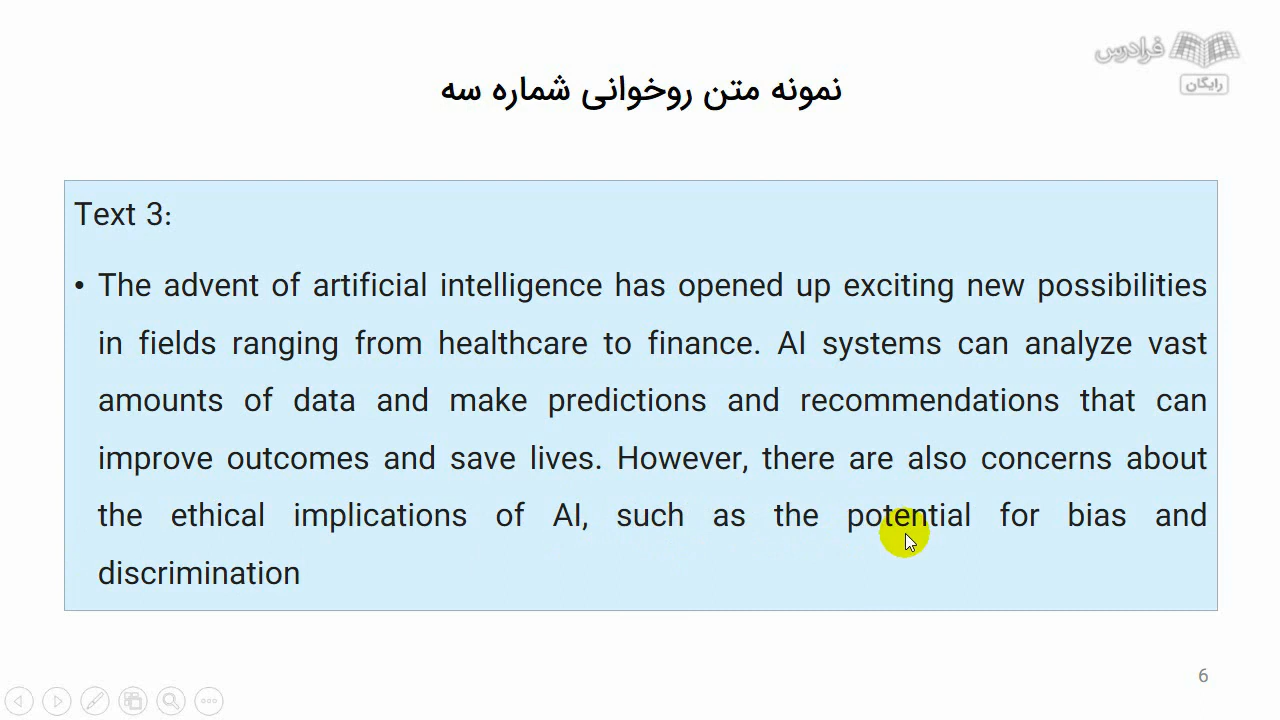 فرادرس
رایگان
نمونه متن روخوانی شماره سه
Text 3:
• The advent of artificial intelligence has opened up exciting new possibilities
in fields ranging from healthcare to finance. AI systems can analyze vast
amounts of data and make predictions and recommendations that can
improve outcomes and save lives. However, there are also concerns about
the ethical implications of AI, such as the potential for bias and
discrimination
6